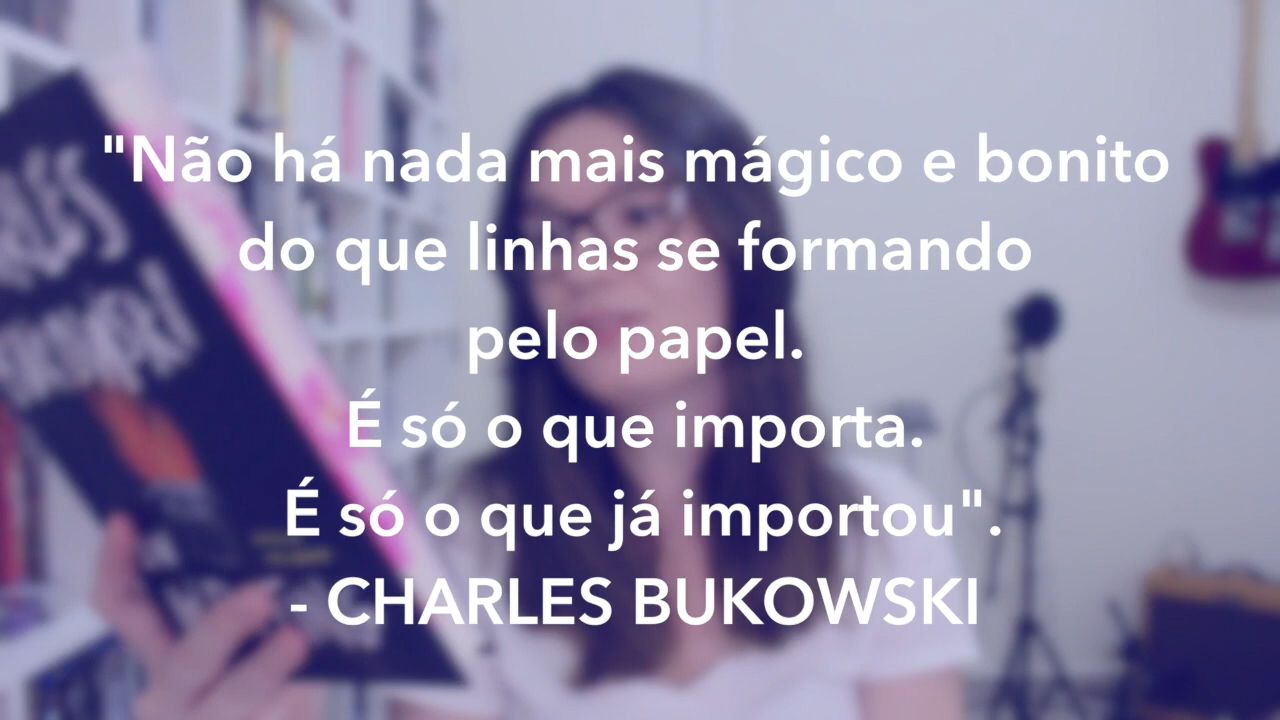 "Não há nada mais mágico e bonito
do que linhas se formando
pelo papel.
É só o que importa.
É só o que já importou".
- CHARLES BUKOWSKI